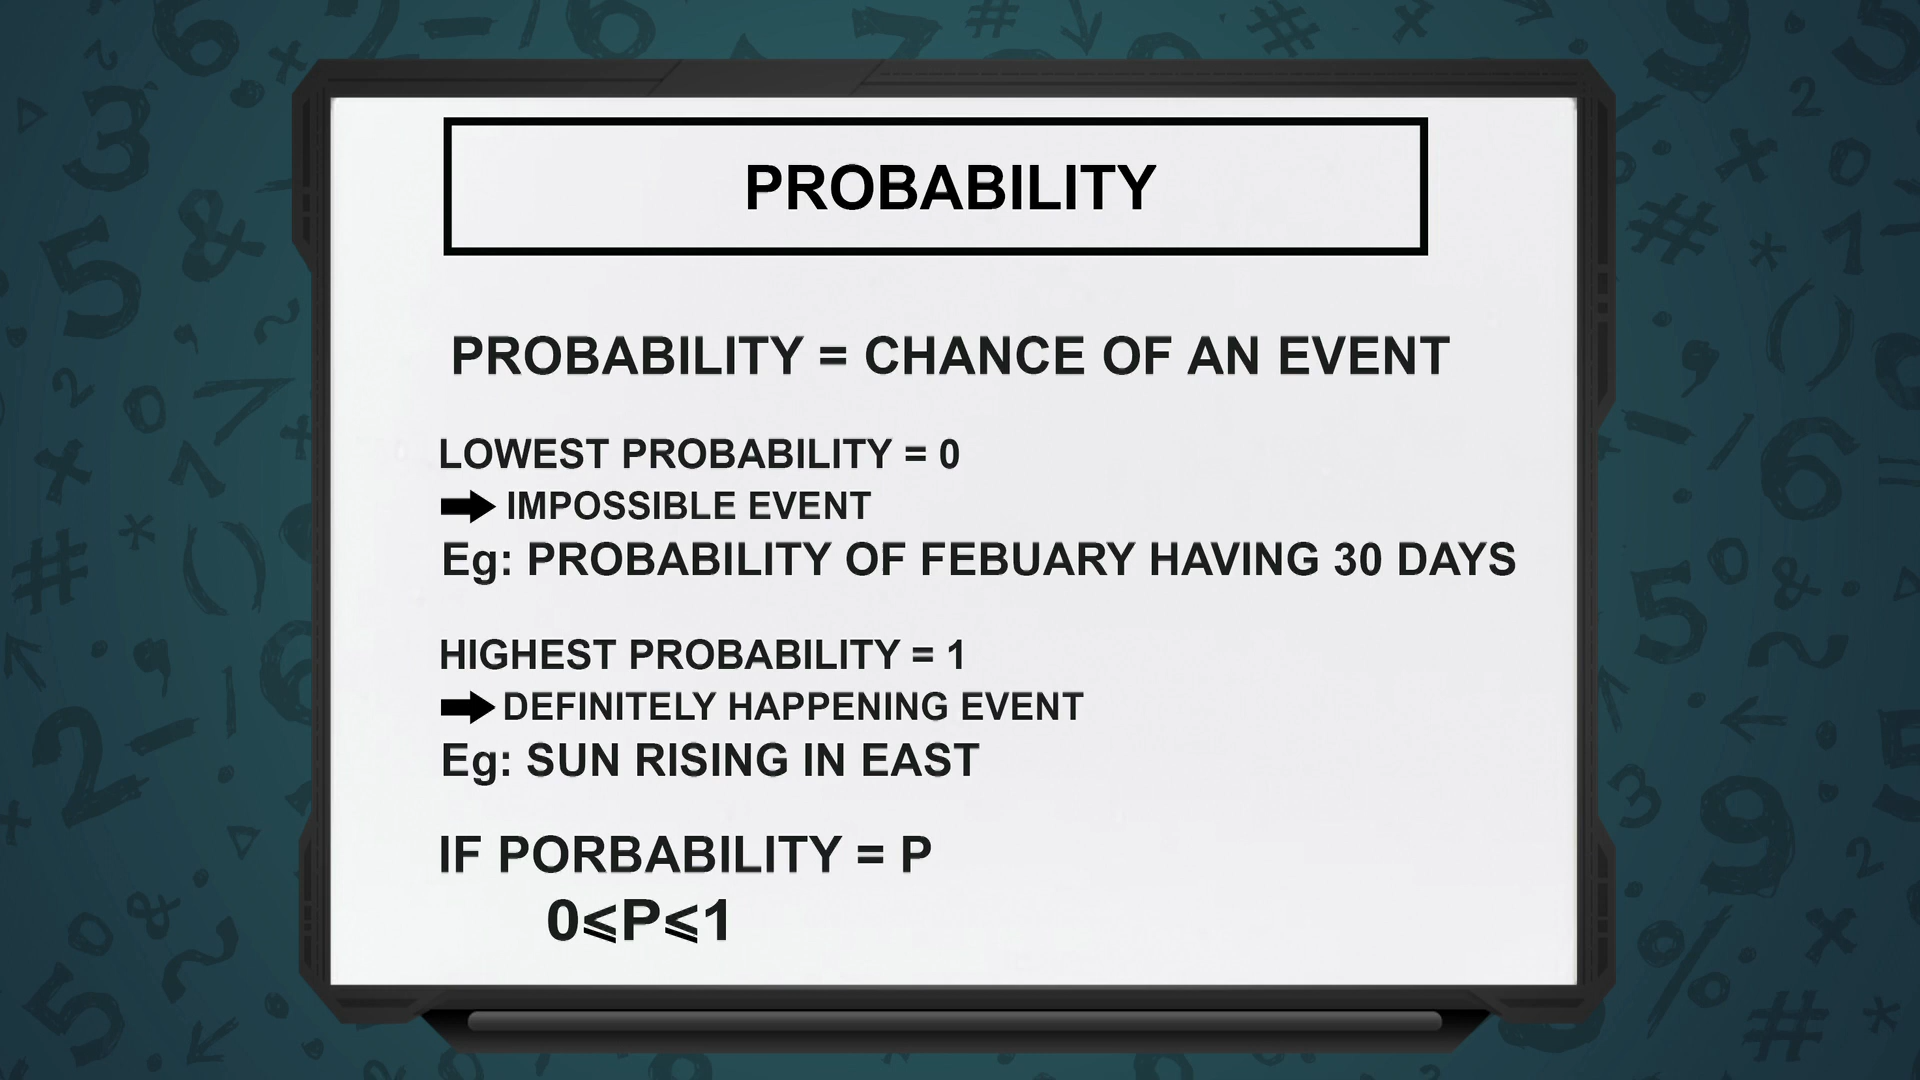 PROBABILITY
PROBABILITY = CHANCE OF AN EVENT
LOWEST PROBABILITY = 0
➡ IMPOSSIBLE EVENT
Eg: PROBABILITY OF FEBUARY HAVING 30 DAYS
HIGHEST PROBABILITY = 1
➡ DEFINITELY HAPPENING EVENT
Eg: SUN RISING IN EAST
IF PORBABILITY = P
0⩽P⩽1